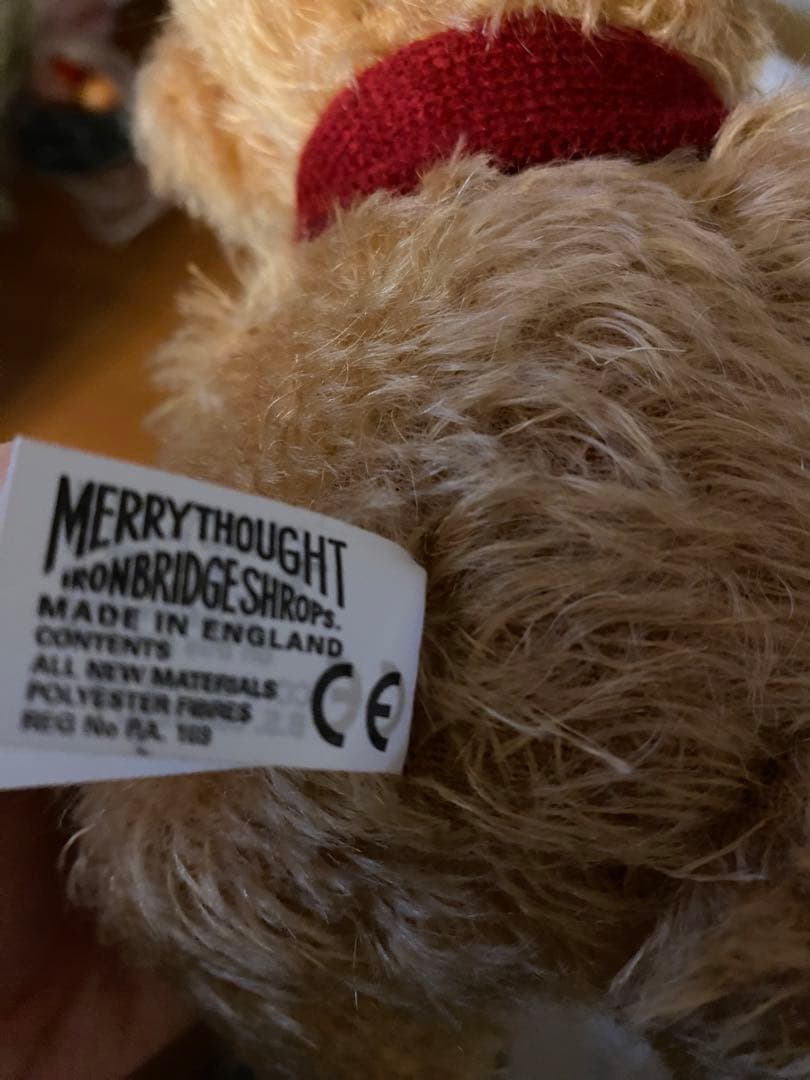 MERRYTHOUGHT
IRONBRIDGE SHROPS.
MADE IN ENGLAND
CONTENTS
ALL NEW MATERIALS
POLYESTER FIBRES
REG No P.A. 169
CE